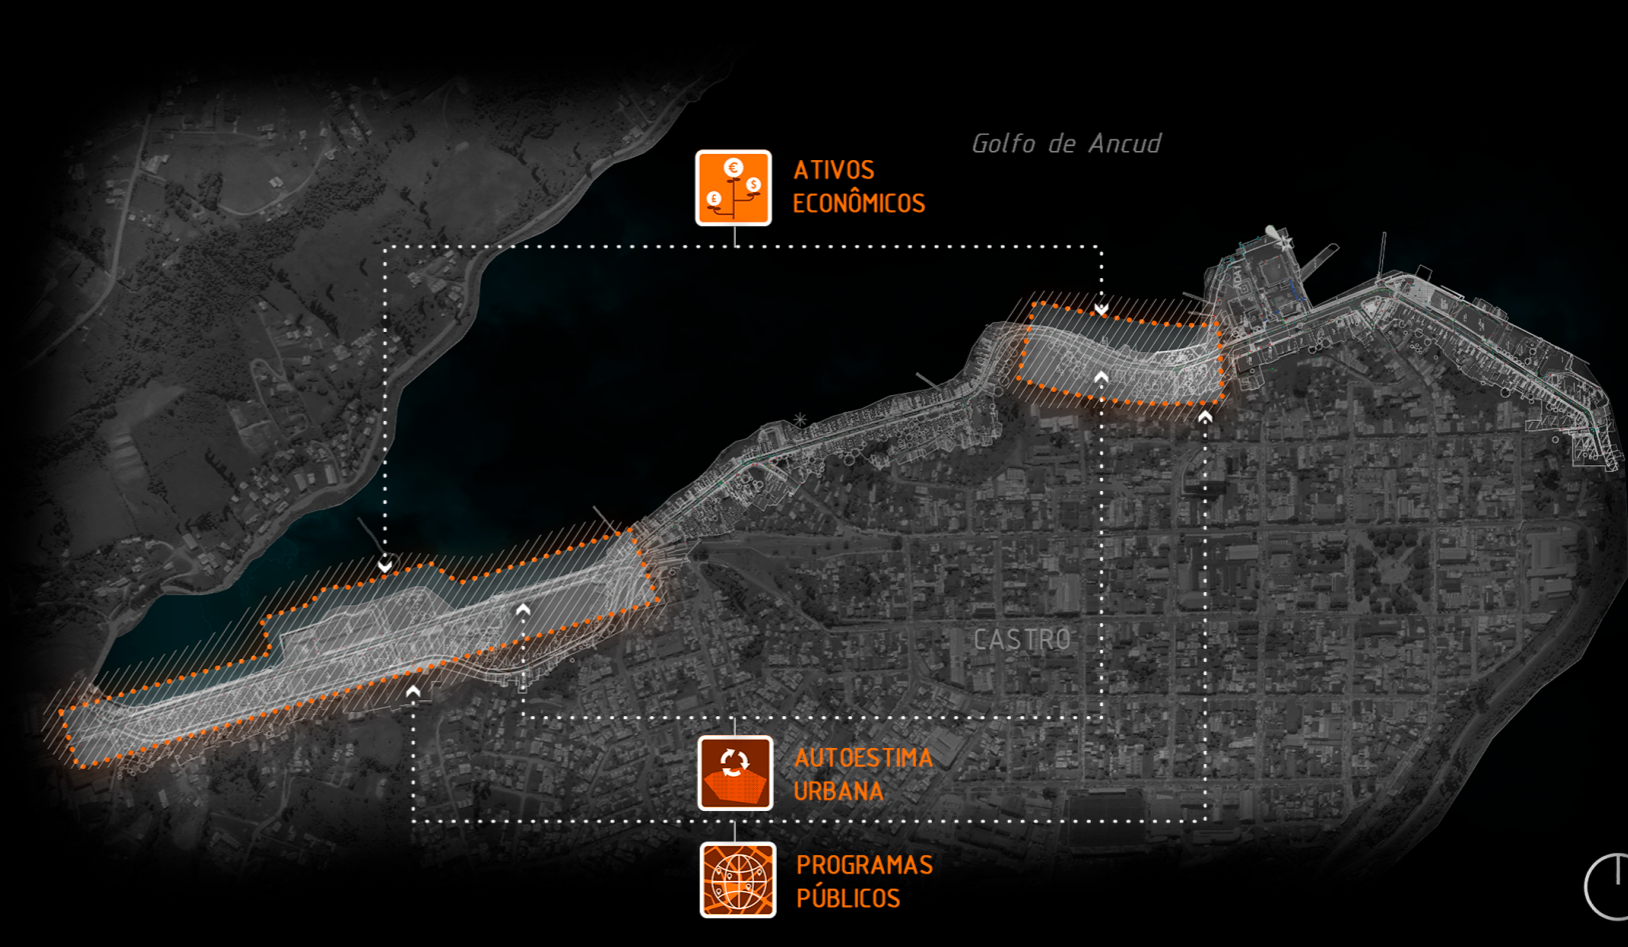 Golfo de Ancud
ATIVOS
ECONÔMICOS
CASTRO
AUTOESTIMA
URBANA
PROGRAMAS
PÚBLICOS